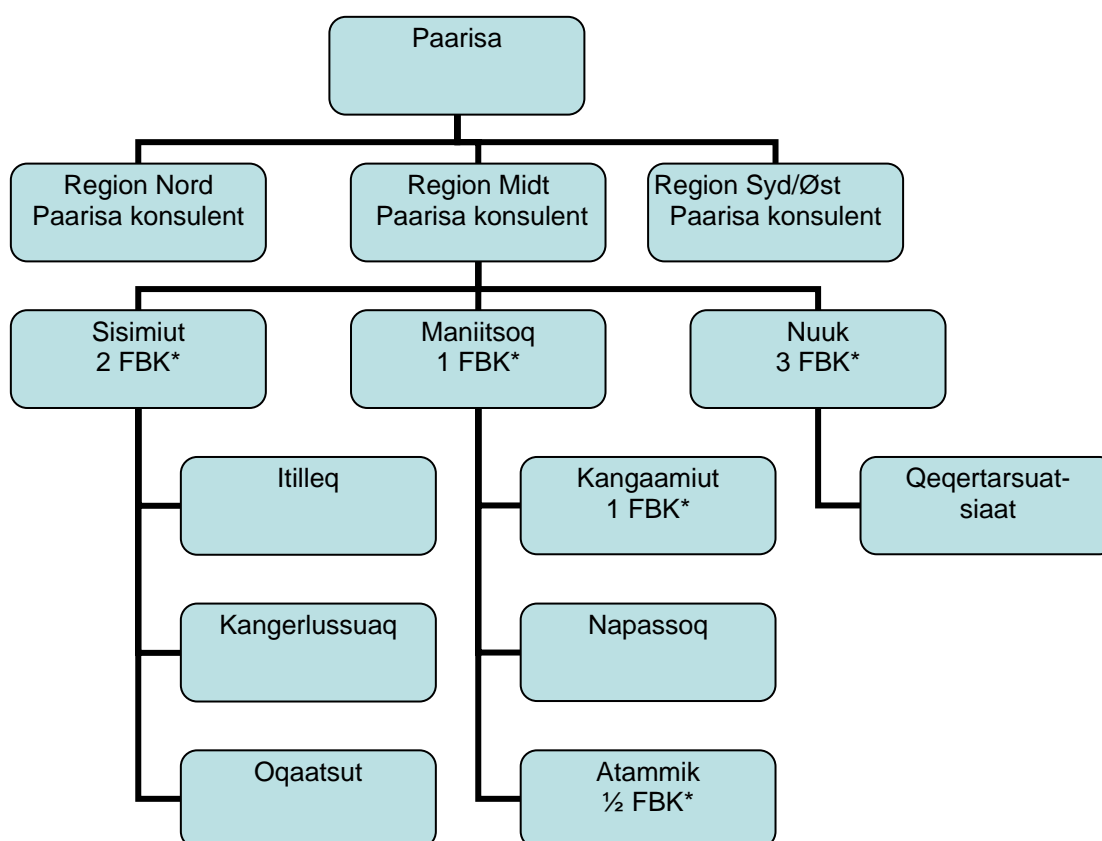 Paarisa
Region Nord
Paarisa konsulent
Region Midt
Paarisa konsulent
Region Syd/Øst
Paarisa konsulent
Sisimiut
2 FBK*
Maniitsoq
1 FBK*
Nuuk
3 FBK*
Itilleq
Kangaamiut
1 FBK*
Qeqertarsuat-
siaat
Kangerlussuaq
Napassoq
Oqaatsut
Atammik
½ FBK*